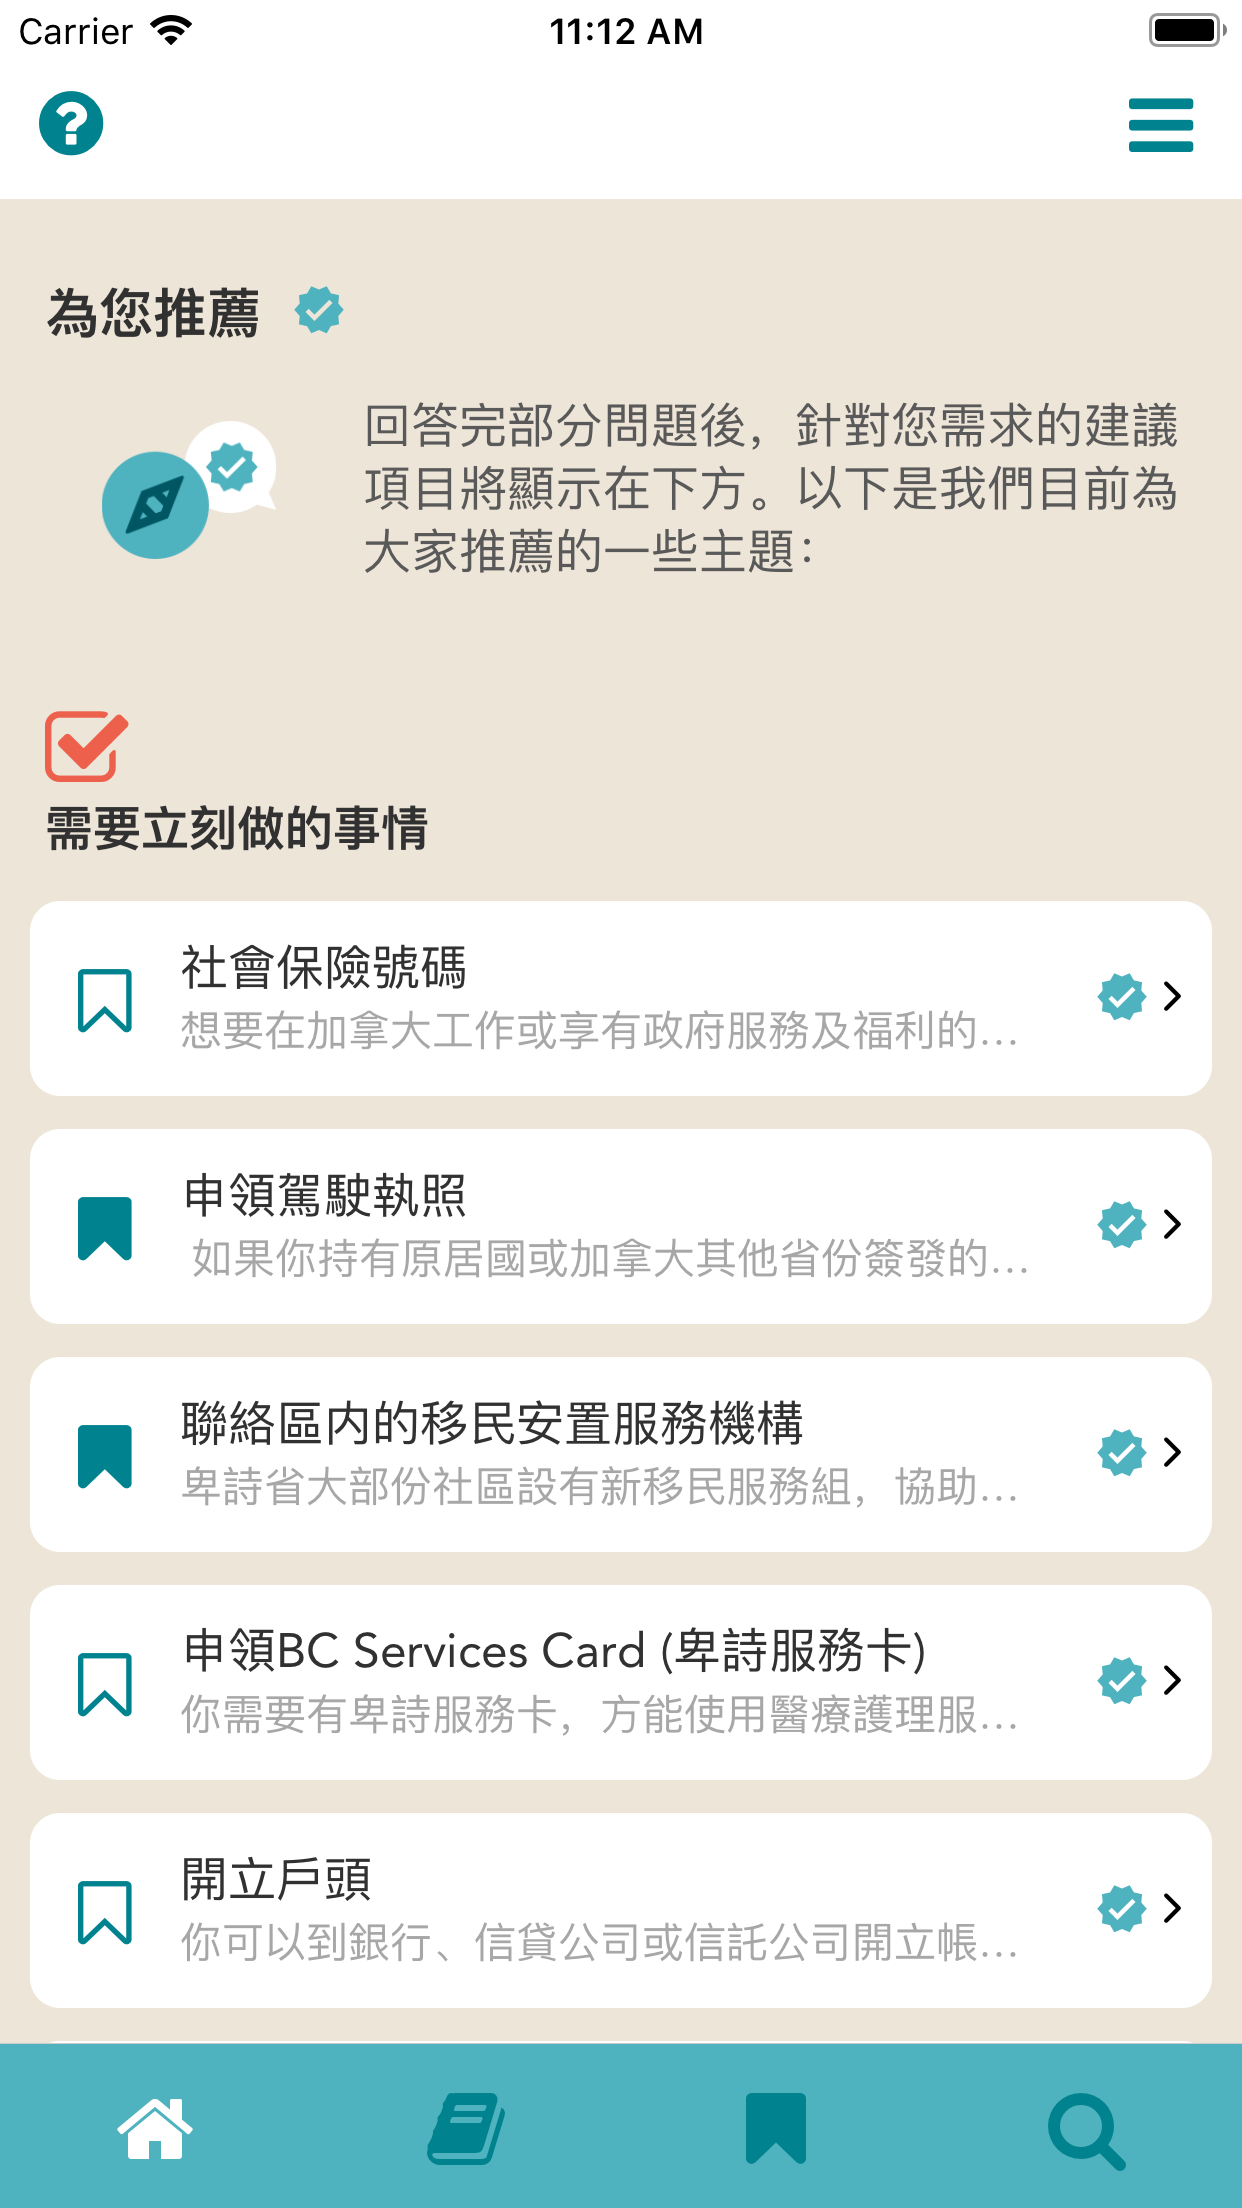 Carrier
11:12 AM
為您推薦
回答完部分問題後，針對您需求的建議
項目將顯示在下方。以下是我們目前為
大家推薦的一些主題：
需要立刻做的事情
社會保險號碼
想要在加拿大工作或享有政府服務及福利的...
申領駕駛執照
如果你持有原居國或加拿大其他省份簽發的...
聯絡區內的移民安置服務機構
卑詩省大部份社區設有新移民服務組，協助...
申領BC Services Card (卑詩服務卡)
你需要有卑詩服務卡，方能使用醫療護理服...
開立戶頭
你可以到銀行、信貸公司或信託公司開立帳...